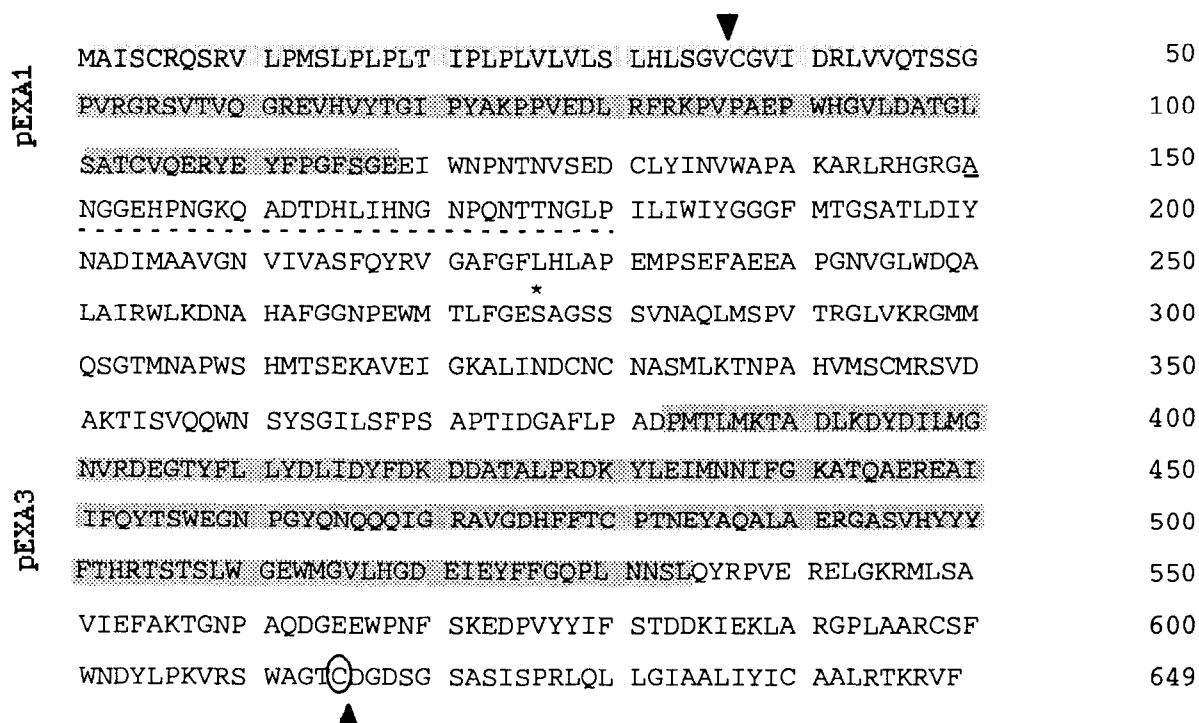 pEXA1
MAISCRQSRV LPMSLPLPLT IPLPLVLVLS LHLSGVCGVI DRLVVQTSSG 50
PVRGRSVTVQ GREVHVYTGI PYAKPPVEDL RFRKPVPAEP WHGVLDATGL 100
SATCVQERYE YFPGFSGEEI WNPNTNVSED CLYINVWAPA KARLRHGRGA 150
NGGEHPNGKQ ADTDHLIHNG NPQNTTNGLP ILIWIYGGGF MTGSATLDIY 200
NADIMAAVGN VIVASFQYRV GAFGFLHLAP EMPSEFAEEA PGNVGLWDQA 250
*
LAIRWLKDNA HAFGGNPEWM TLFGESAGSS SVNAQLMSPV TRGLVKRGMM 300
QSGTMNAPWS HMTSEKAVEI GKALINDCNC NASMLKTNPA HVMSCMRSVD 350
AKTISVQQWN SYSGILSFPS APTIDGAFLP ADPMTLMKTA DLKDYDILMG 400
pEXA3
NVRDEGTYFL LYDLIDYFDK DDATALPRDK YLEIMNNIFG KATQAEREAI 450
IFQYTSWEGN PGYQNQQQIG RAVGDHFFTC PTNEYAQALA ERGASVHYYY 500
FTHRTSTSLW GEWMGVLHGD EIEYFFGQPL NNSLQYRPVE RELGKRMLSA 550
VIEFAKTGNP AQDGEEWPNF SKEDPVYYIF STDDKIEKLA RGPLAARCSF 600
WNDYLPKVRS WAGTCDGDSG SASISPRLQL LGIAALIYIC AALRTKRVF 649